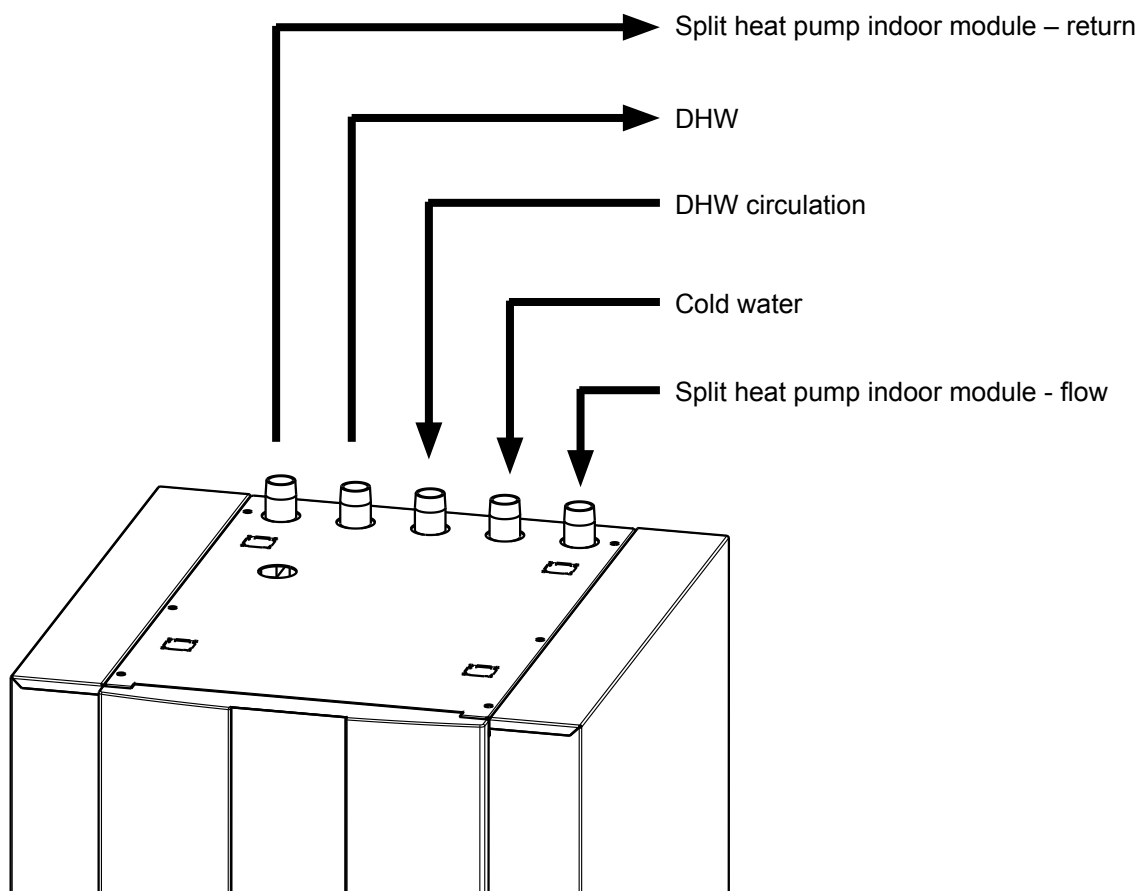 Split heat pump indoor module – return
DHW
DHW circulation
Cold water
Split heat pump indoor module - flow